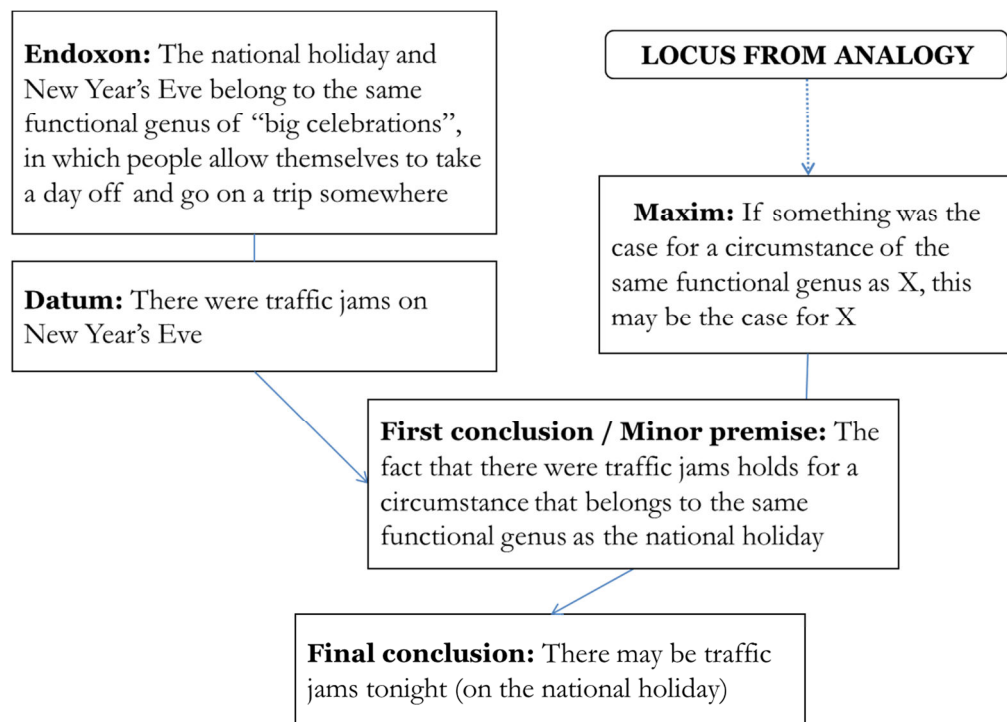 Endoxon: The national holiday and
New Year’s Eve belong to the same
functional genus of “big celebrations”,
in which people allow themselves to take
a day off and go on a trip somewhere
Datum: There were traffic jams on
New Year’s Eve
LOCUS FROM ANALOGY
Maxim: If something was the
case for a circumstance of the
same functional genus as X, this
may be the case for X
First conclusion / Minor premise: The
fact that there were traffic jams holds for a
circumstance that belongs to the same
functional genus as the national holiday
Final conclusion: There may be traffic
jams tonight (on the national holiday)